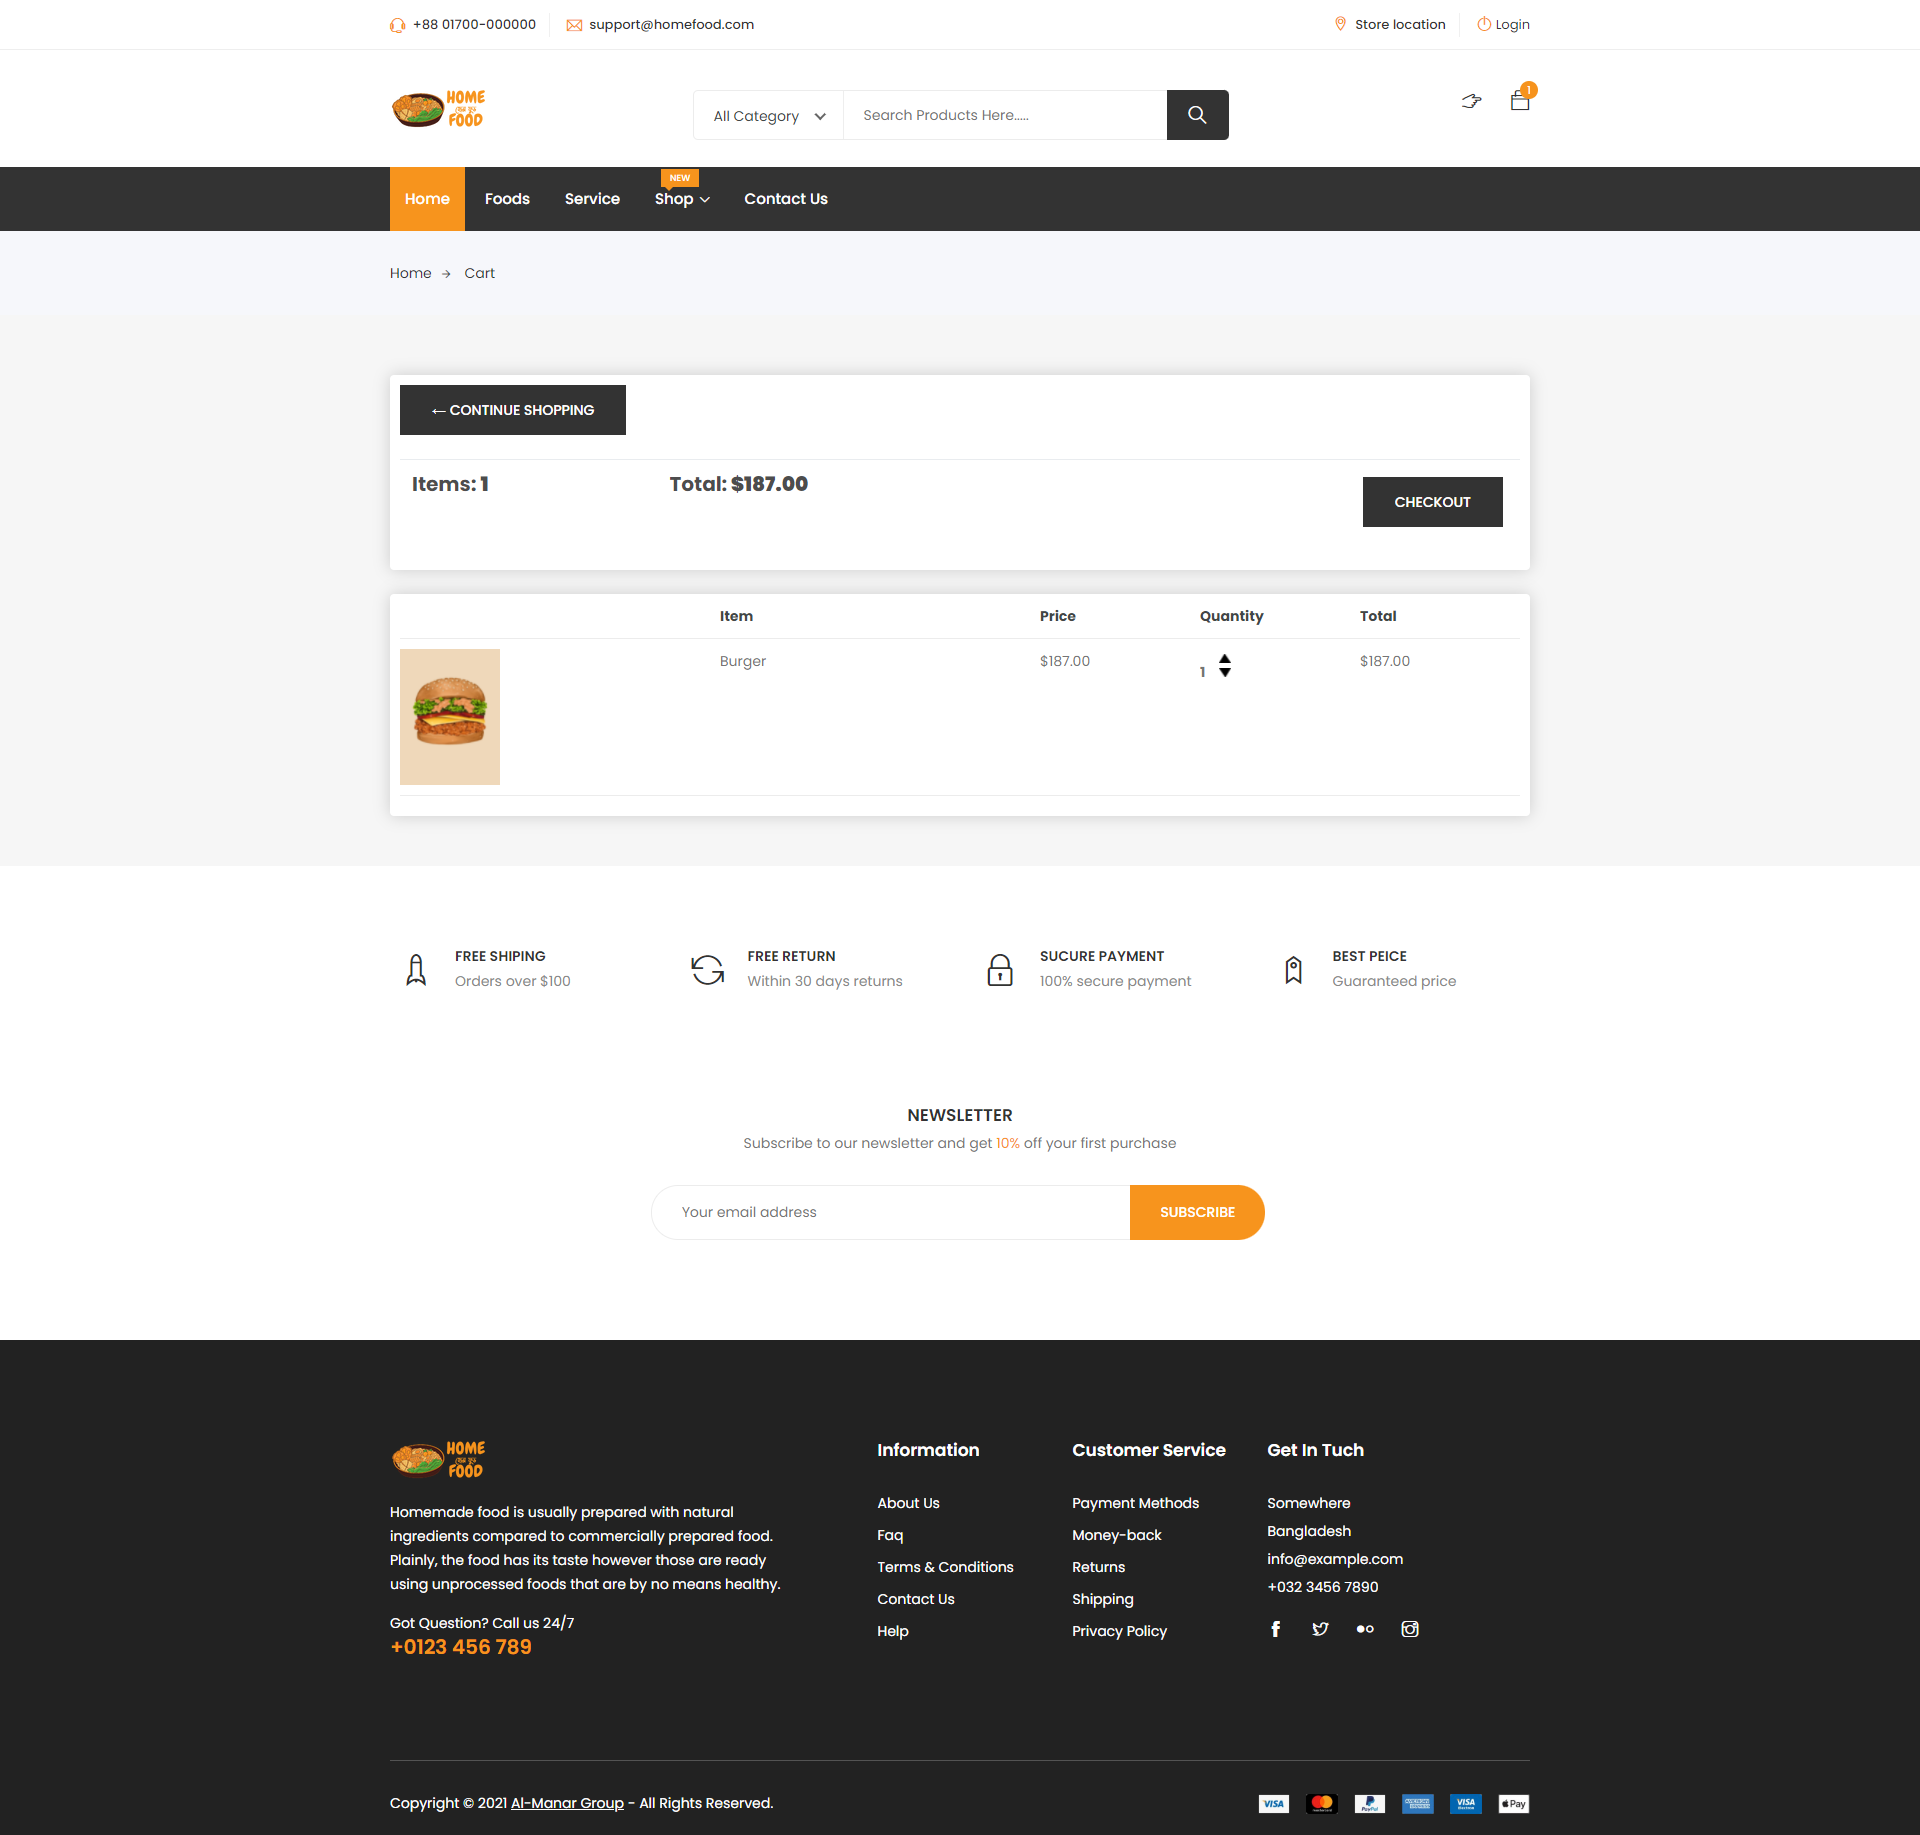 +88 01700-000000
support@homefood.com
Store location
Login
HOME
FOOD
All Category
Search Products Here.....
1
Home
Foods
Service
NEW
Shop
Contact Us
Home → Cart
← CONTINUE SHOPPING
Items: 1
Total: $187.00
CHECKOUT
Item
Price
Quantity
Total
Burger
$187.00
1
$187.00
FREE SHIPING
Orders over $100
FREE RETURN
Within 30 days returns
SUCURE PAYMENT
100% secure payment
BEST PEICE
Guaranteed price
NEWSLETTER
Subscribe to our newsletter and get 10% off your first purchase
Your email address
SUBSCRIBE
HOME
FOOD
Homemade food is usually prepared with natural
ingredients compared to commercially prepared food.
Plainly, the food has its taste however those are ready
using unprocessed foods that are by no means healthy.
Got Question? Call us 24/7
+0123 456 789
Information
About Us
Faq
Terms & Conditions
Contact Us
Help
Customer Service
Payment Methods
Money-back
Returns
Shipping
Privacy Policy
Get In Tuch
Somewhere
Bangladesh
info@example.com
+032 3456 7890
Copyright © 2021 Al-Manar Group - All Rights Reserved.
VISA
PayPal
VISA
Pay